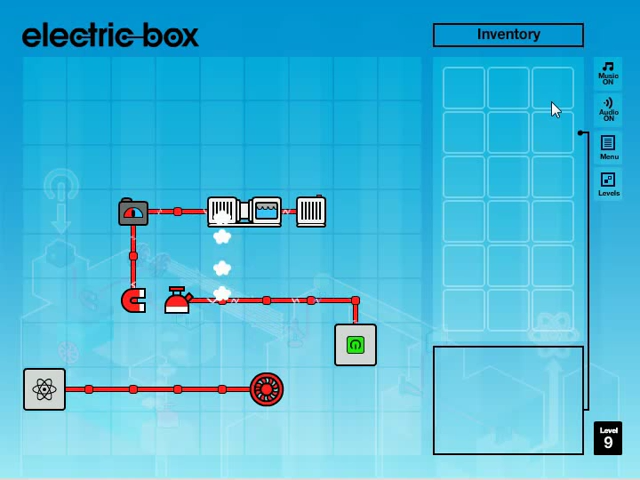 electric box
Inventory
Music
ON
Audio
ON
Menu
Levels
Level
9